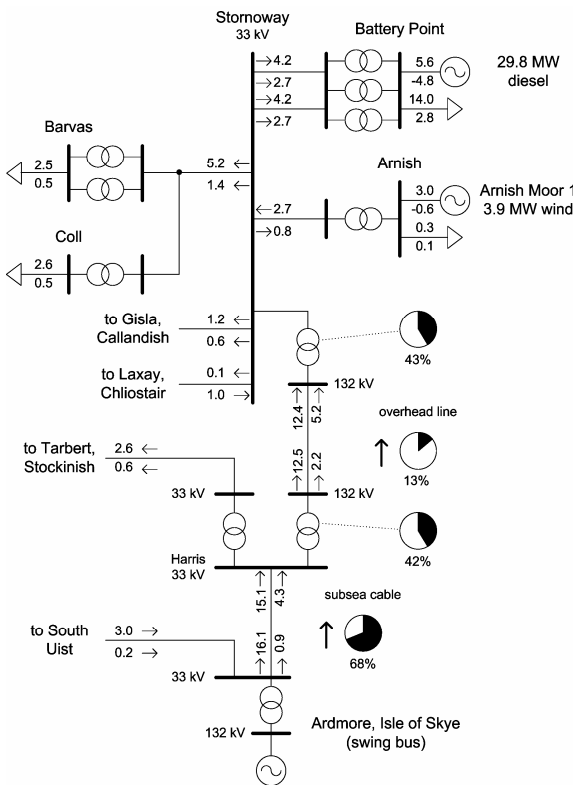 Stornoway
33 kV
Battery Point
→4.2
→2.7
→4.2
→2.7
5.6
-4.8
14.0
2.8
29.8 MW
diesel
Barvas
2.5
0.5
5.2 ←
1.4 ←
Arnish
←2.7
→0.8
3.0
-0.6
0.3
0.1
Arnish Moor 1
3.9 MW wind
Coll
2.6
0.5
to Gisla,
Callandish
1.2 ←
0.6 ←
43%
to Laxay,
Chliostair
0.1 ←
1.0 →
132 kV
12.4 →
5.2 →
overhead line
13%
to Tarbert,
Stockinish
2.6 ←
0.6 ←
→12.5
→ 2.2
33 kV
132 kV
42%
Harris
33 kV
15.1 →
4.3 →
subsea cable
68%
to South
Uist
3.0 →
0.2 →
→16.1
→ 0.9
33 kV
132 kV
Ardmore, Isle of Skye
(swing bus)